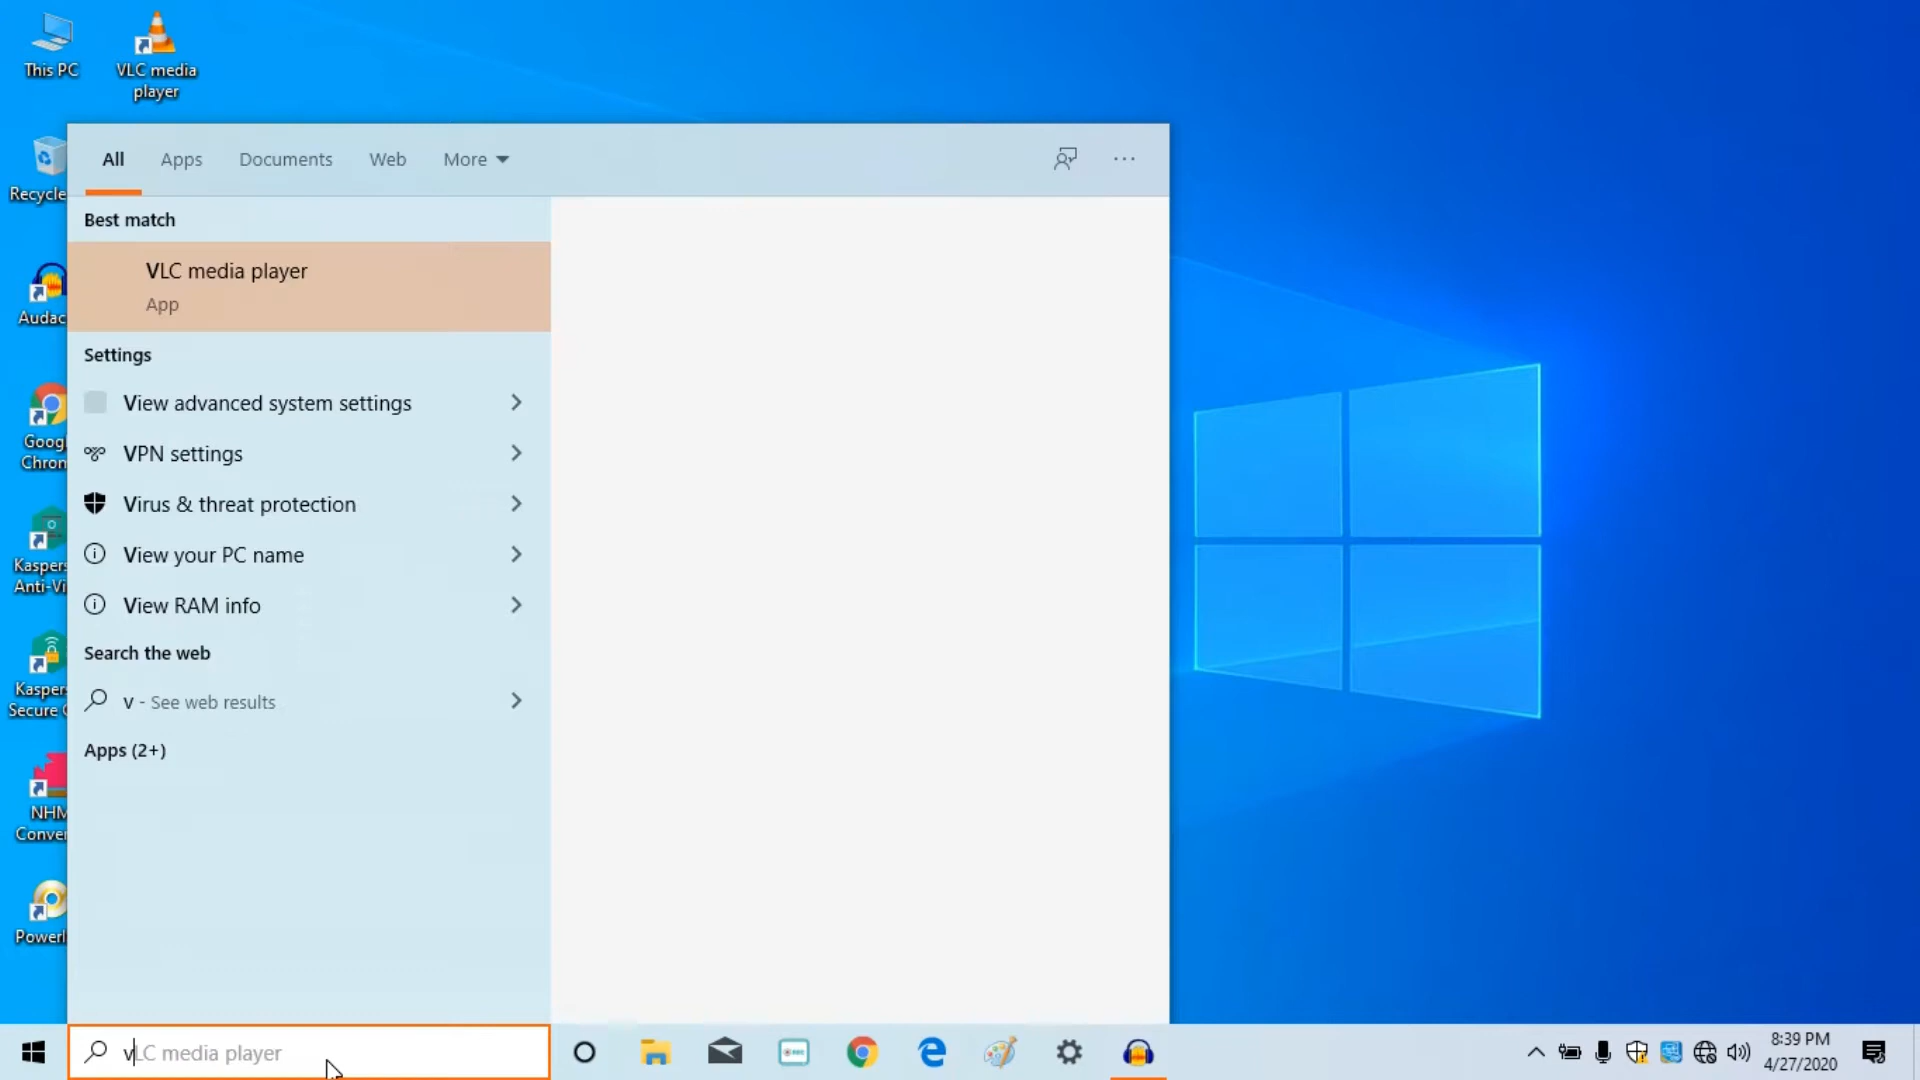 This PC
VLC media
player
Recycle
Audac
Goog
Chron
Kasper
Anti-Vi
Kasper
Secure
NHM
Conver
Power
All
Apps
Documents
Web
More
Best match
VLC media player
App
Settings
View advanced system settings
VPN settings
Virus & threat protection
View your PC name
View RAM info
Search the web
v - See web results
Apps (2+)
vLC media player
8:39 PM
4/27/2020